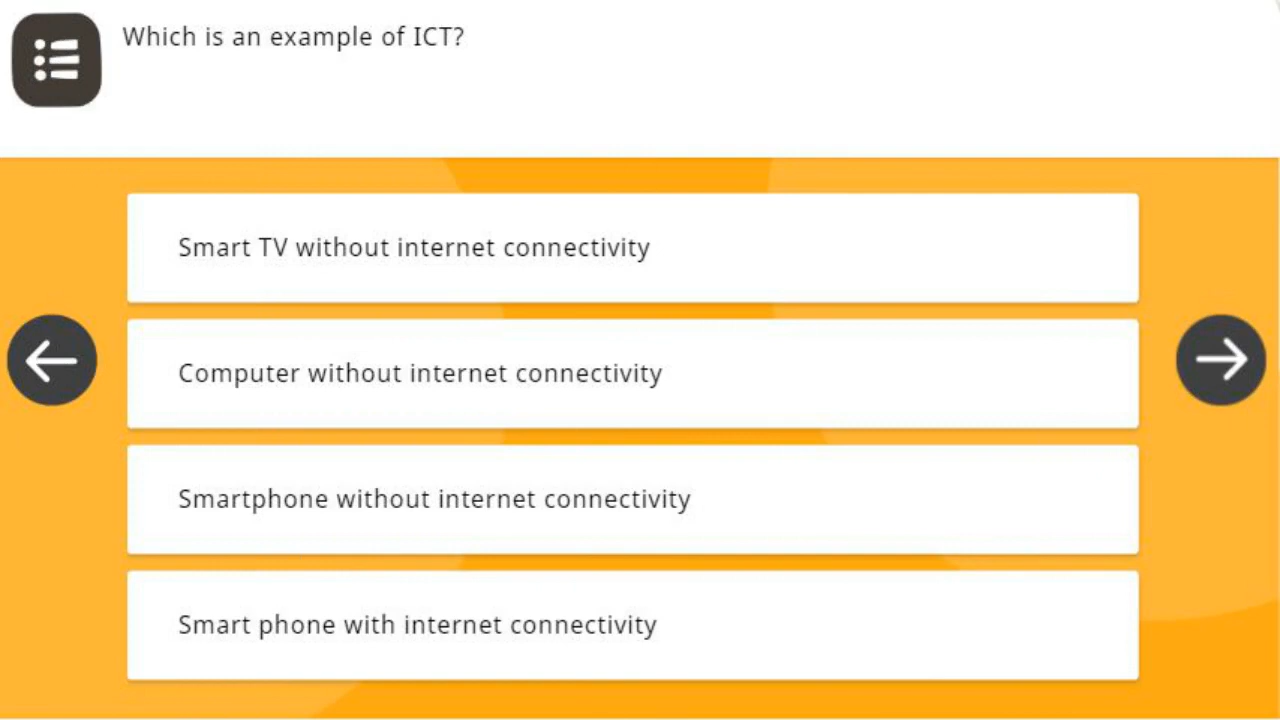 Which is an example of ICT?
Smart TV without internet connectivity
Computer without internet connectivity
Smartphone without internet connectivity
Smart phone with internet connectivity